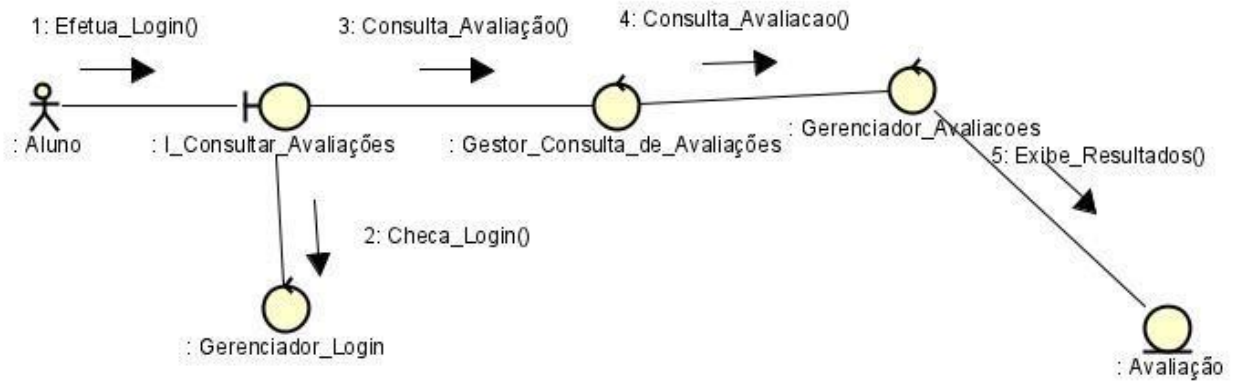 1: Efetua_Login()
3: Consulta_Avaliação()
4: Consulta_Avaliacao()
: Aluno
: I_Consultar_Avaliações
: Gestor_Consulta_de_Avaliações
: Gerenciador_Avaliacoes
5: Exibe_Resultados()
2: Checa_Login()
: Gerenciador_Login
: Avaliação